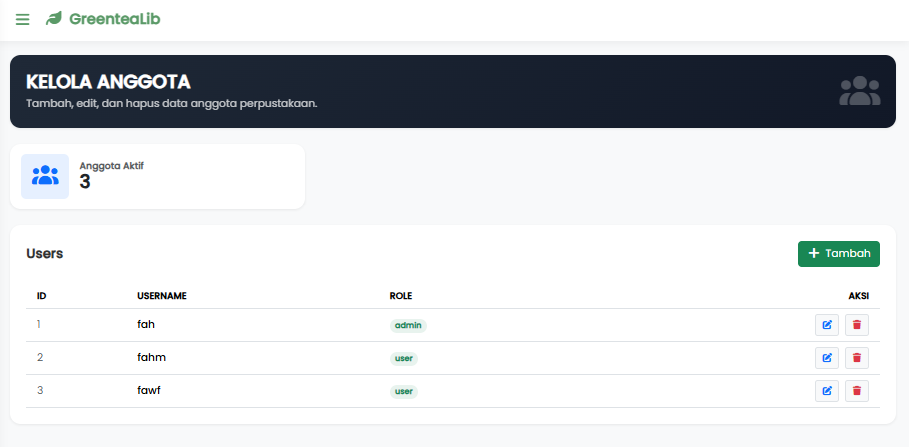 GreenteaLib
KELOLA ANGGOTA
Tambah, edit, dan hapus data anggota perpustakaan.
Anggota Aktif
3
Users
Tambah
ID USERNAME ROLE AKSI
1 fah admin
2 fahm user
3 fawf user